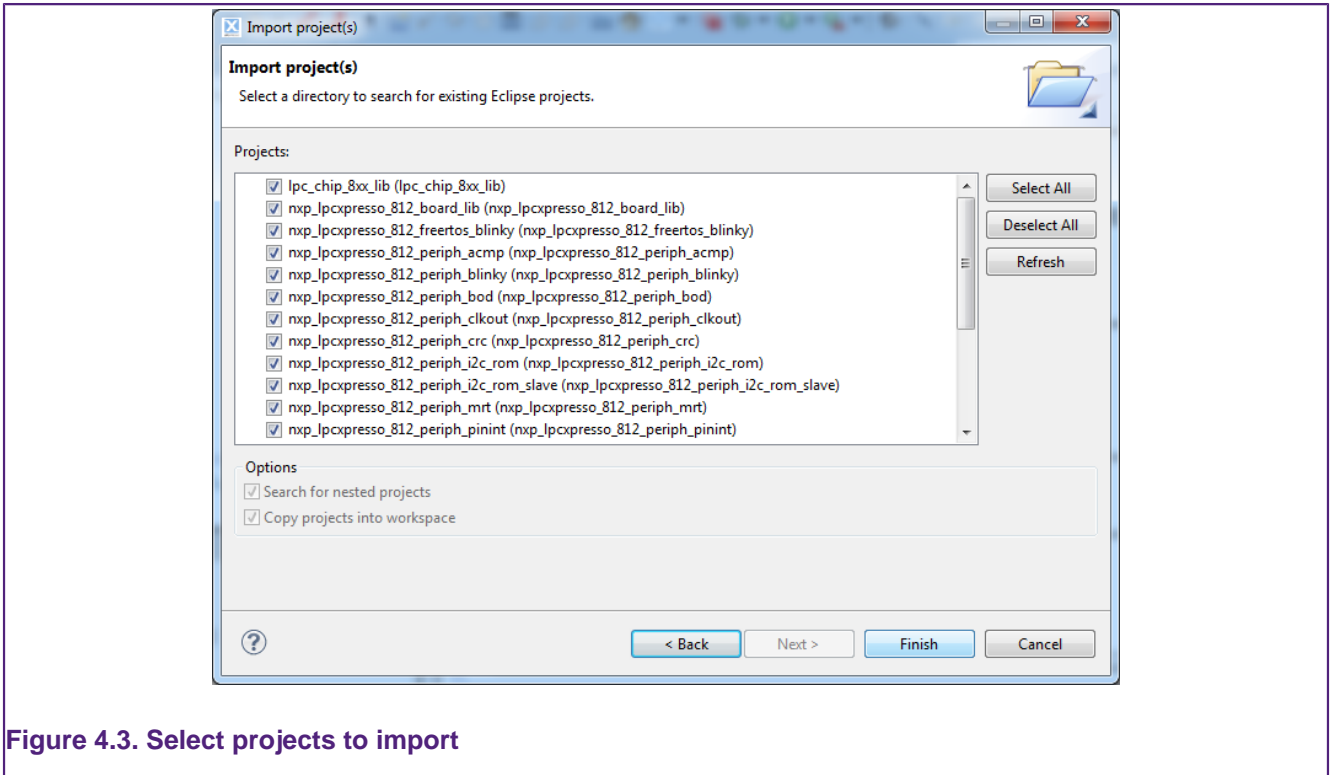 Import project(s)
Import project(s)
Select a directory to search for existing Eclipse projects.
Projects:
lpc_chip_8xx_lib (lpc_chip_8xx_lib)
nxp_lpcxpresso_812_board_lib (nxp_lpcxpresso_812_board_lib)
nxp_lpcxpresso_812_freertos_blinky (nxp_lpcxpresso_812_freertos_blinky)
nxp_lpcxpresso_812_periph_acmp (nxp_lpcxpresso_812_periph_acmp)
nxp_lpcxpresso_812_periph_blinky (nxp_lpcxpresso_812_periph_blinky)
nxp_lpcxpresso_812_periph_bod (nxp_lpcxpresso_812_periph_bod)
nxp_lpcxpresso_812_periph_clkout (nxp_lpcxpresso_812_periph_clkout)
nxp_lpcxpresso_812_periph_crc (nxp_lpcxpresso_812_periph_crc)
nxp_lpcxpresso_812_periph_i2c_rom (nxp_lpcxpresso_812_periph_i2c_rom)
nxp_lpcxpresso_812_periph_i2c_rom_slave (nxp_lpcxpresso_812_periph_i2c_rom_slave)
nxp_lpcxpresso_812_periph_mrt (nxp_lpcxpresso_812_periph_mrt)
nxp_lpcxpresso_812_periph_pinint (nxp_lpcxpresso_812_periph_pinint)
Select All
Deselect All
Refresh
Options
Search for nested projects
Copy projects into workspace
? < Back Next > Finish Cancel
Figure 4.3. Select projects to import